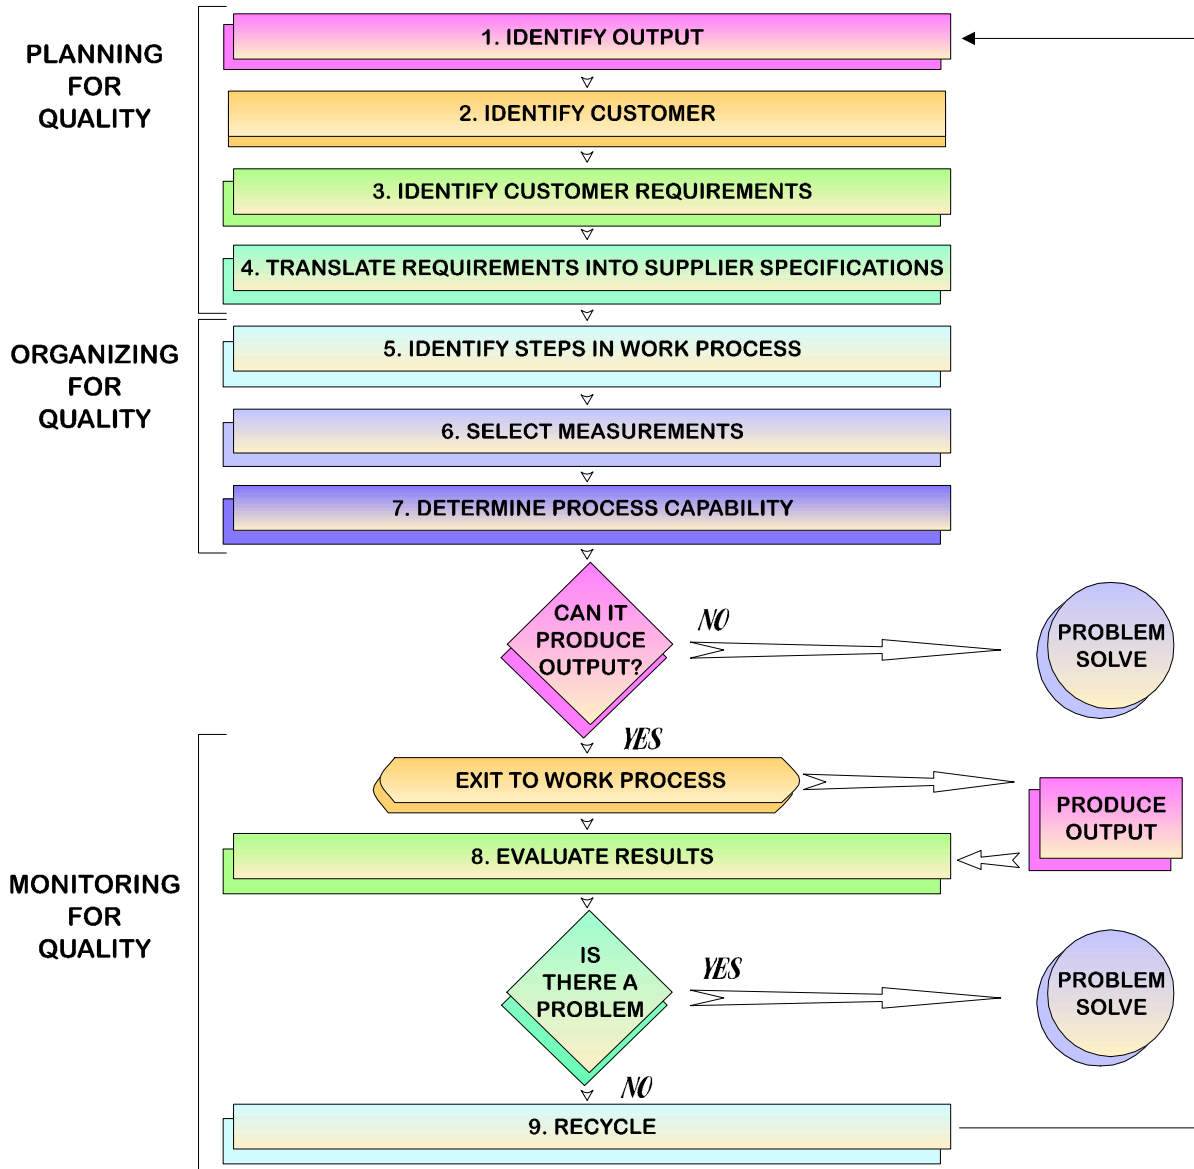 PLANNING
FOR
QUALITY
1. IDENTIFY OUTPUT
2. IDENTIFY CUSTOMER
3. IDENTIFY CUSTOMER REQUIREMENTS
4. TRANSLATE REQUIREMENTS INTO SUPPLIER SPECIFICATIONS
ORGANIZING
FOR
QUALITY
5. IDENTIFY STEPS IN WORK PROCESS
6. SELECT MEASUREMENTS
7. DETERMINE PROCESS CAPABILITY
CAN IT
PRODUCE
OUTPUT?
NO
PROBLEM
SOLVE
YES
MONITORING
FOR
QUALITY
EXIT TO WORK PROCESS
PRODUCE
OUTPUT
8. EVALUATE RESULTS
IS
THERE A
PROBLEM
YES
PROBLEM
SOLVE
NO
9. RECYCLE